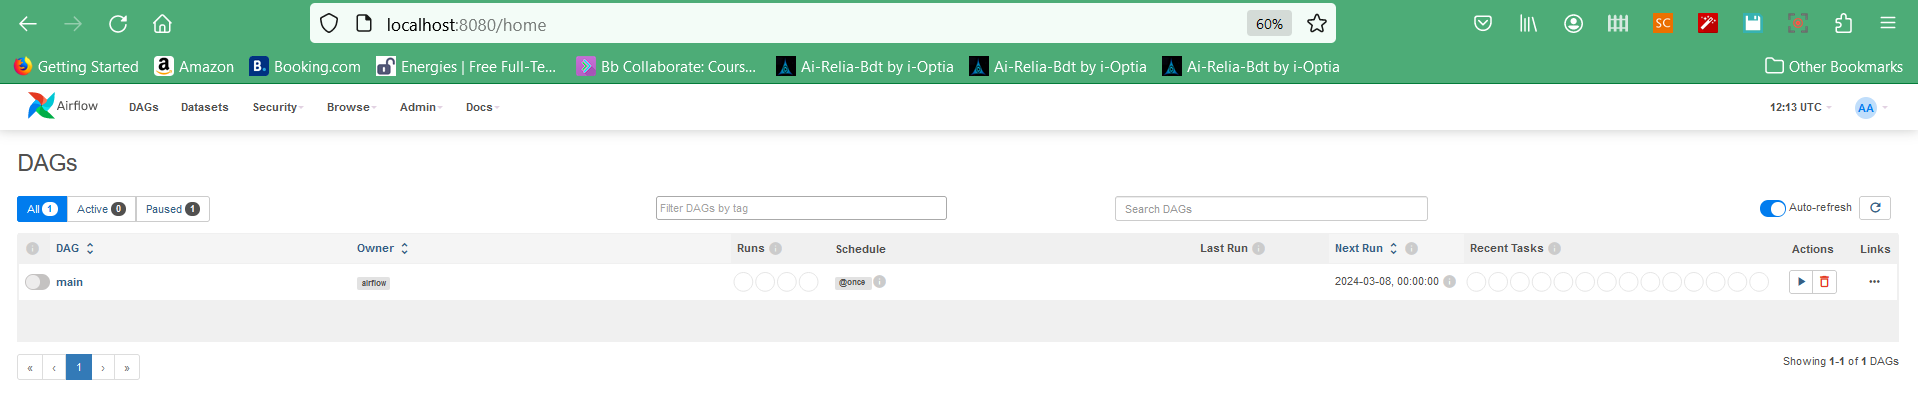 localhost:8080/home 60% SC
Getting Started Amazon B. Booking.com Energies | Free Full-Te... Bb Collaborate: Cours... Ai-Relia-Bdt by i-Optia Ai-Relia-Bdt by i-Optia Ai-Relia-Bdt by i-Optia Other Bookmarks
Airflow DAGs Datasets Security Browse Admin Docs 12:13 UTC AA
DAGs
All 1 Active 0 Paused 1 Filter DAGs by tag Search DAGs Auto-refresh
DAG Owner Runs Schedule Last Run Next Run Recent Tasks Actions Links
main airflow @once 2024-03-08, 00:00:00 ...
« ‹ 1 › » Showing 1-1 of 1 DAGs